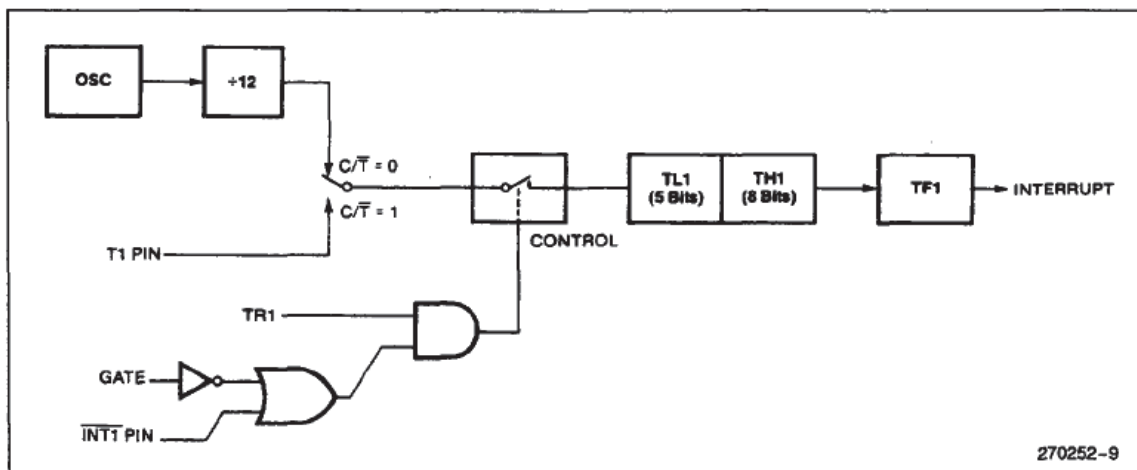 OSC
÷12
C/T̅ = 0
C/T̅ = 1
T1 PIN
CONTROL
TL1
(5 Bits)
TH1
(8 Bits)
TF1
INTERRUPT
TR1
GATE
I̅N̅T̅1̅ PIN
270252-9